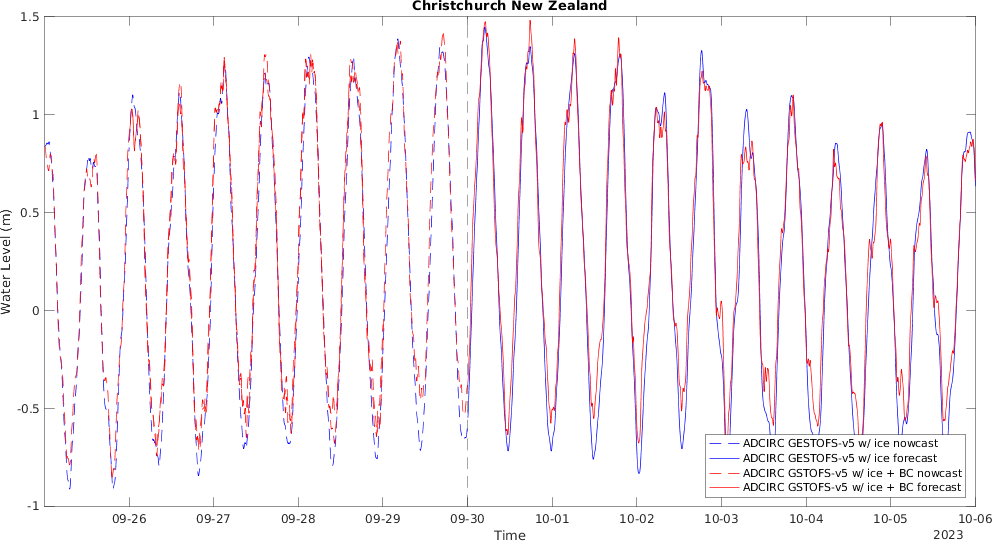 Christchurch New Zealand
1.5
1
0.5
0
-0.5
-1
Water Level (m)
ADCIRC GESTOFS-v5 w/ ice nowcast
ADCIRC GESTOFS-v5 w/ ice forecast
ADCIRC GSTOFS-v5 w/ ice + BC nowcast
ADCIRC GSTOFS-v5 w/ ice + BC forecast
09-26 09-27 09-28 09-29 09-30 10-01 10-02 10-03 10-04 10-05 10-06
Time
2023